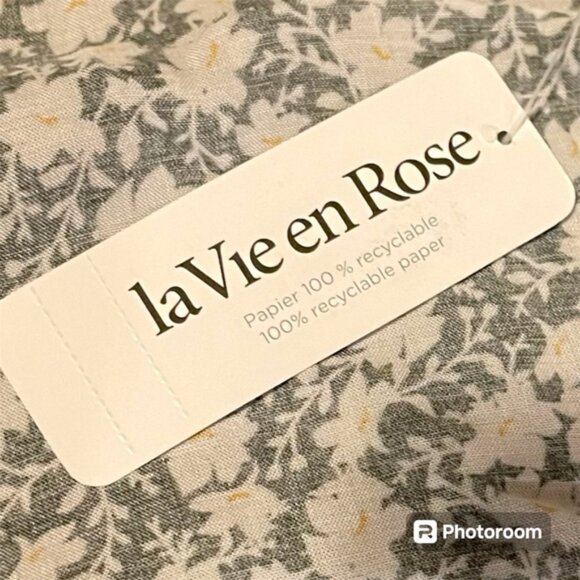 la Vie en Rose
Papier 100 % recyclable
100% recyclable paper
Photoroom